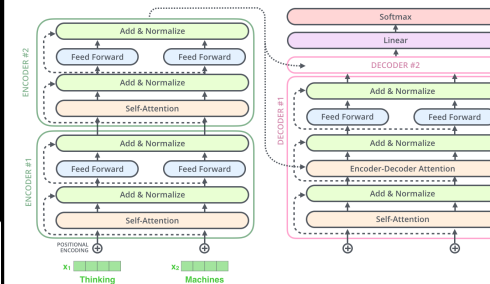 ENCODER #2
Add & Normalize
Feed Forward
Feed Forward
Add & Normalize
Self-Attention
ENCODER #1
Add & Normalize
Feed Forward
Feed Forward
Add & Normalize
Self-Attention
POSITIONAL
ENCODING
x1
x2
Thinking
Machines
Softmax
Linear
DECODER #2
DECODER #1
Add & Normalize
Feed Forward
Feed Forward
Add & Normalize
Encoder-Decoder Attention
Add & Normalize
Self-Attention